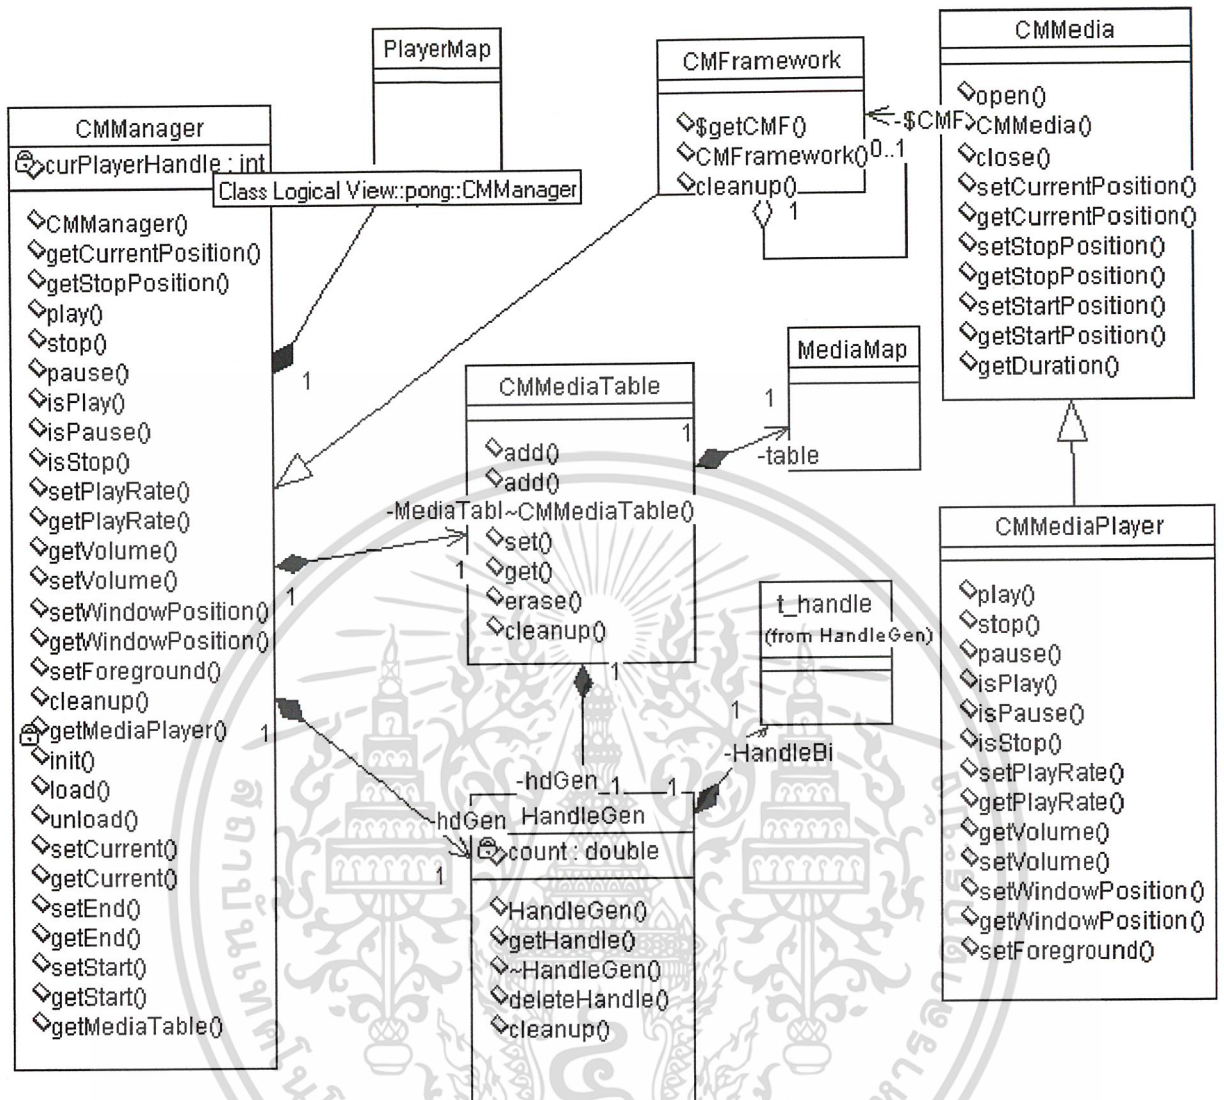 PlayerMap
CMManager
curPlayerHandle : int
Class Logical View::pong::CMManager
CMManager()
getCurrentPosition()
getStopPosition()
play()
stop()
pause()
isPlay()
isPause()
isStop()
setPlayRate()
getPlayRate()
getVolume()
setVolume()
setWindowPosition()
getWindowPosition()
setForeground()
cleanup()
getMediaPlayer()
init()
load()
unload()
setCurrent()
getCurrent()
setEnd()
getEnd()
setStart()
getStart()
getMediaTable()
1
1
1
CMFramework
$getCMF()
CMFramework()
cleanup()
-$CMF
0..1
1
CMMedia
open()
CMMedia()
close()
setCurrentPosition()
getCurrentPosition()
setStopPosition()
getStopPosition()
setStartPosition()
getStartPosition()
getDuration()
CMMediaTable
1
add()
add()
-MediaTabl
~CMMediaTable()
set()
get()
erase()
cleanup()
1
1
MediaMap
1
-table
t_handle
(from HandleGen)
1
-HandleBi
-hdGen
1
1
-hdGen
1
HandleGen
count : double
HandleGen()
getHandle()
~HandleGen()
deleteHandle()
cleanup()
CMMediaPlayer
play()
stop()
pause()
isPlay()
isPause()
isStop()
setPlayRate()
getPlayRate()
getVolume()
setVolume()
setWindowPosition()
getWindowPosition()
setForeground()